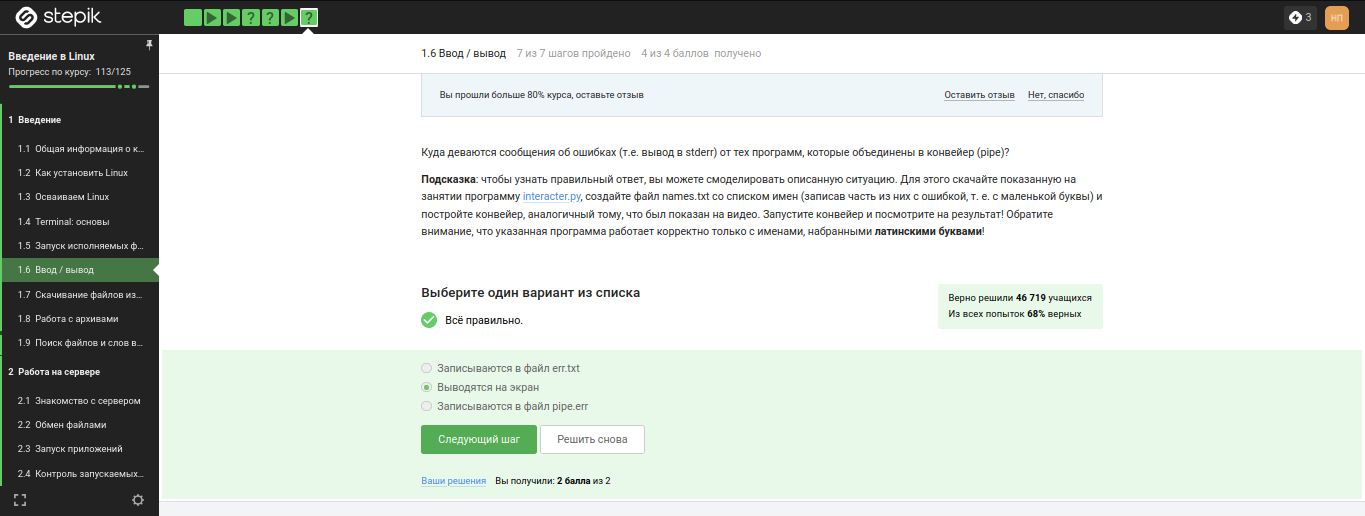 stepik
? ? ?
3
НП
Введение в Linux
Прогресс по курсу: 113/125
1 Введение
1.1 Общая информация о к...
1.2 Как установить Linux
1.3 Осваиваем Linux
1.4 Terminal: основы
1.5 Запуск исполняемых ф...
1.6 Ввод / вывод
1.7 Скачивание файлов из...
1.8 Работа с архивами
1.9 Поиск файлов и слов в...
2 Работа на сервере
2.1 Знакомство с сервером
2.2 Обмен файлами
2.3 Запуск приложений
2.4 Контроль запускаемых...
1.6 Ввод / вывод 7 из 7 шагов пройдено 4 из 4 баллов получено
Вы прошли больше 80% курса, оставьте отзыв Оставить отзыв Нет, спасибо
Куда деваются сообщения об ошибках (т.е. вывод в stderr) от тех программ, которые объединены в конвейер (pipe)?
Подсказка: чтобы узнать правильный ответ, вы можете смоделировать описанную ситуацию. Для этого скачайте показанную на
занятии программу interacter.py, создайте файл names.txt со списком имен (записав часть из них с ошибкой, т. е. с маленькой буквы) и
постройте конвейер, аналогичный тому, что был показан на видео. Запустите конвейер и посмотрите на результат! Обратите
внимание, что указанная программа работает корректно только с именами, набранными латинскими буквами!
Выберите один вариант из списка
Всё правильно.
Верно решили 46 719 учащихся
Из всех попыток 68% верных
Записываются в файл err.txt
Выводятся на экран
Записываются в файл pipe.err
Следующий шаг Решить снова
Ваши решения Вы получили: 2 балла из 2